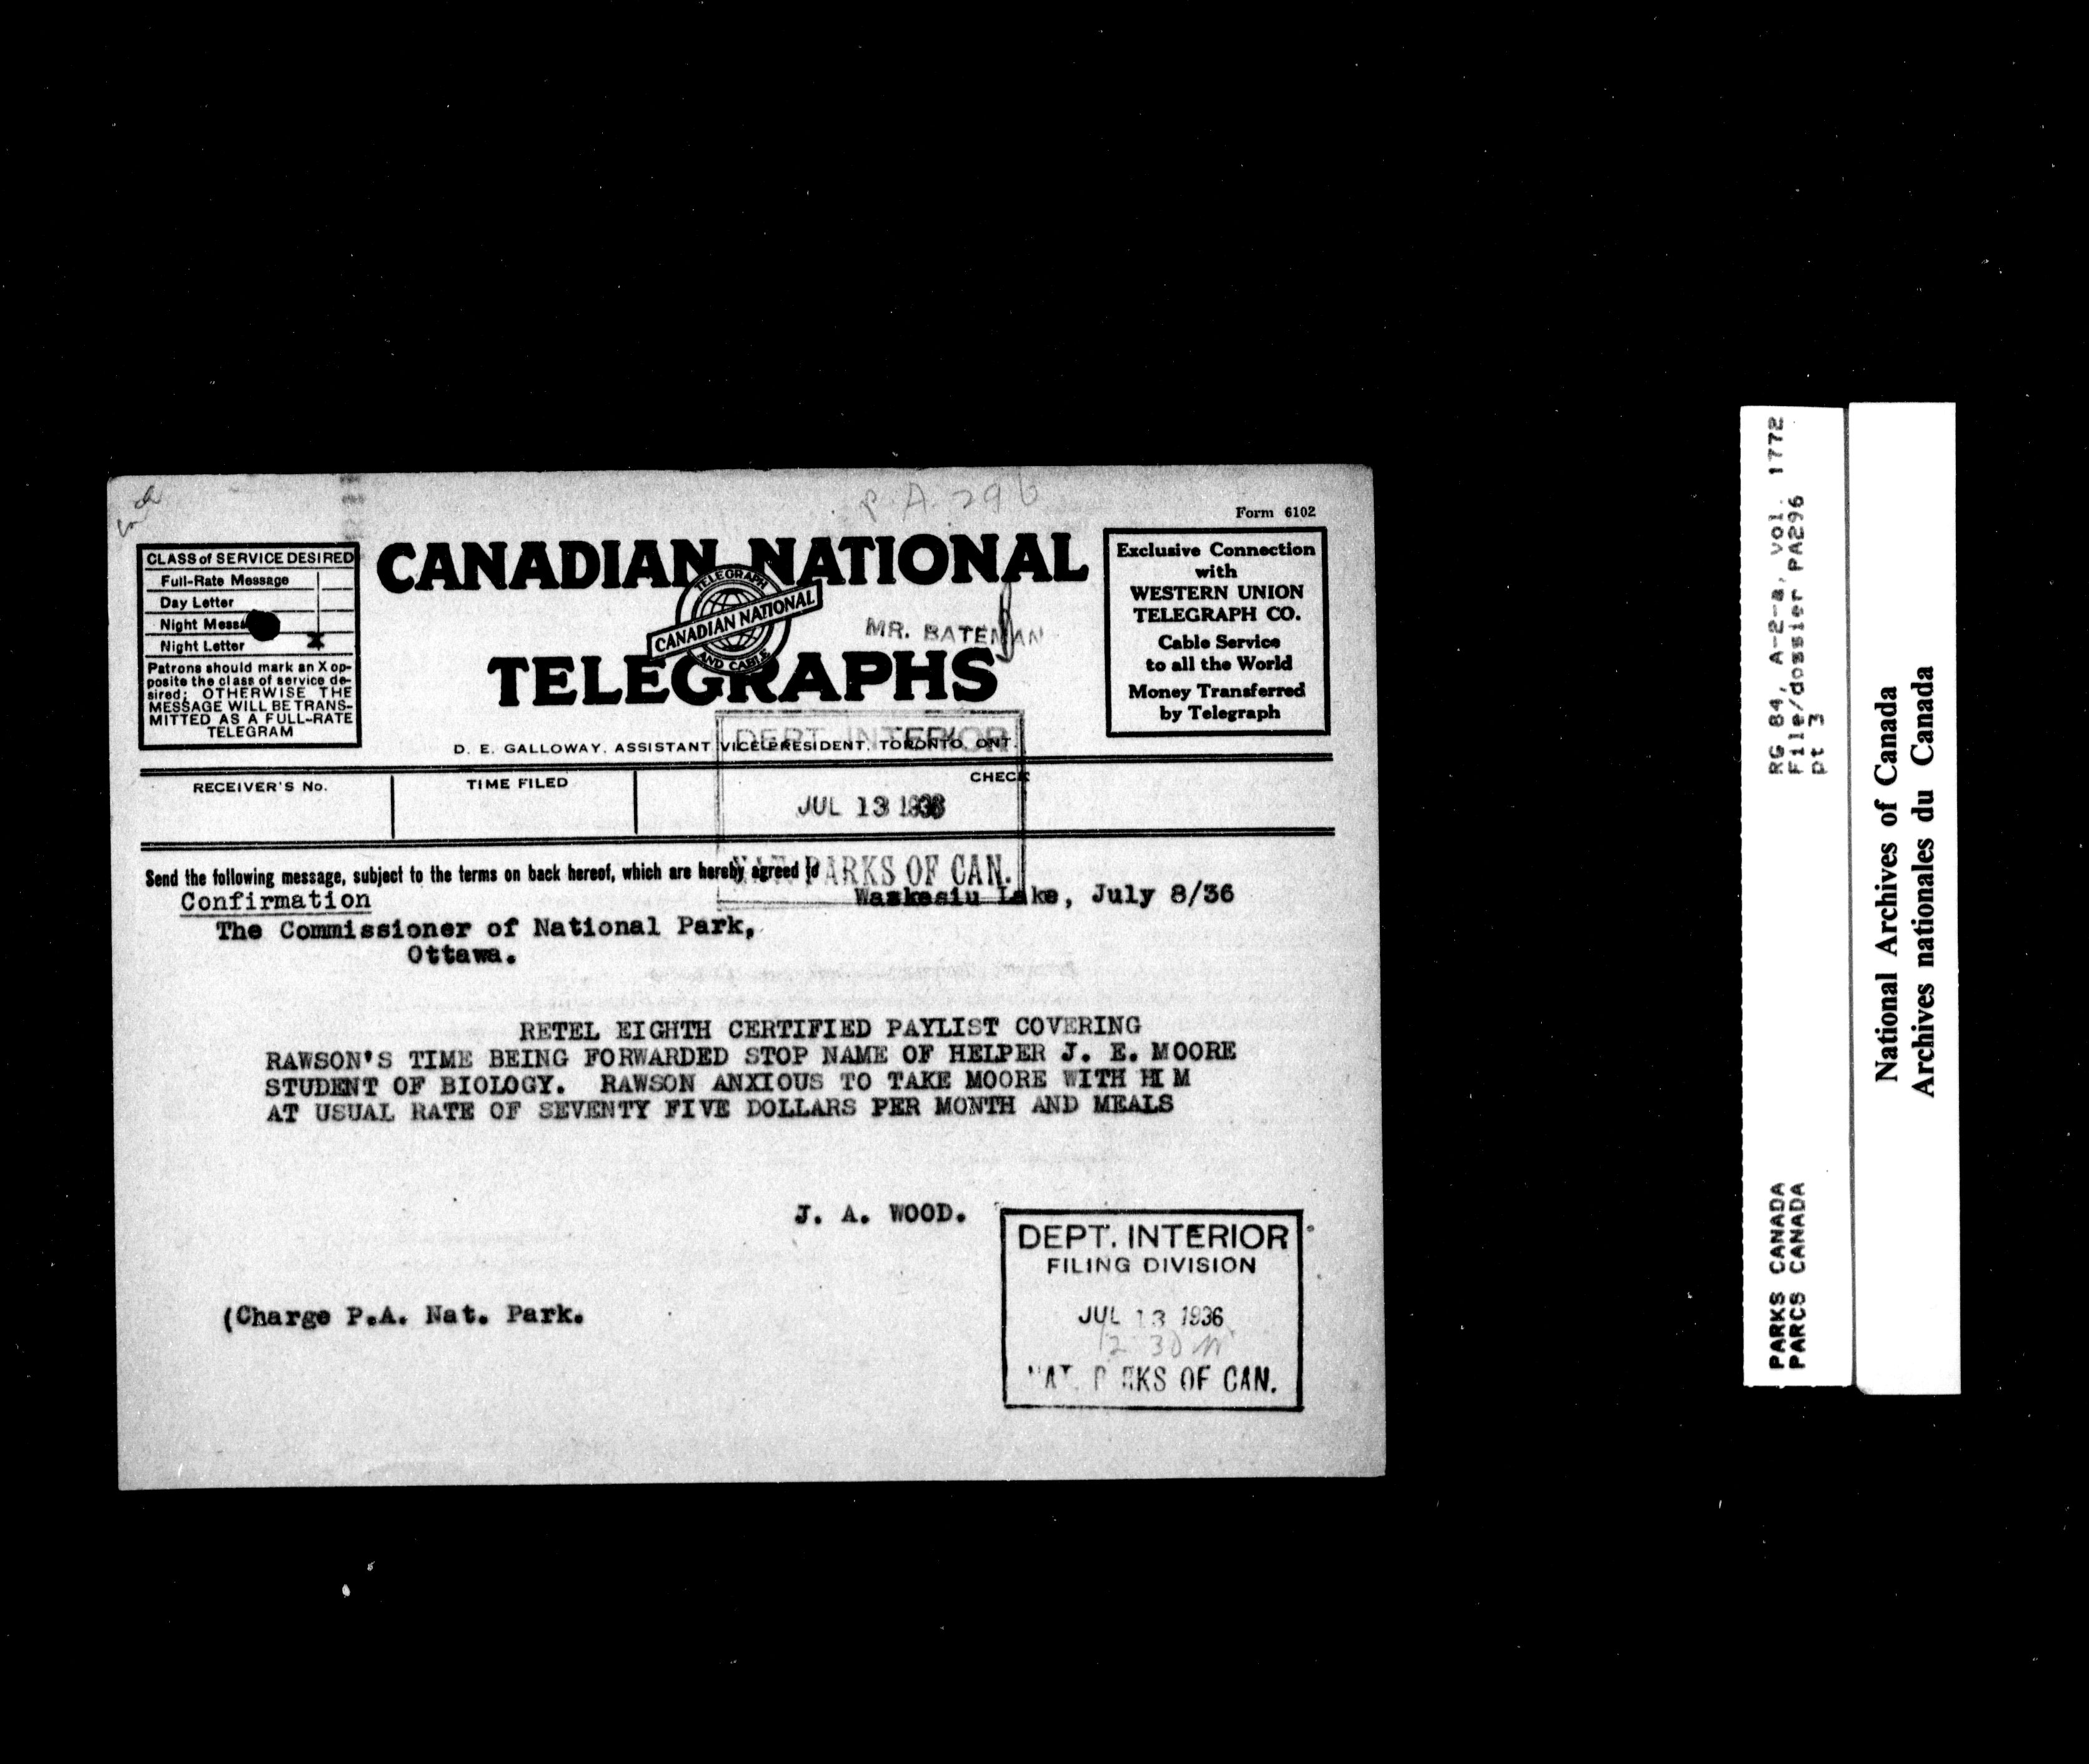 P.A. 296
Form 6102
CLASS of SERVICE DESIRED
Full-Rate Message
Day Letter
Night Mess
Night Letter X
Patrons should mark an X op-
posite the class of service de-
sired; OTHERWISE THE
MESSAGE WILL BE TRANS-
MITTED AS A FULL-RATE
TELEGRAM
CANADIAN NATIONAL
TELEGRAPH
CANADIAN NATIONAL
AND CABLE
MR. BATEMAN
TELEGRAPHS
Exclusive Connection
with
WESTERN UNION
TELEGRAPH CO.
Cable Service
to all the World
Money Transferred
by Telegraph
DEPT. INTERIOR
D. E. GALLOWAY, ASSISTANT VICE-PRESIDENT, TORONTO, ONT.
RECEIVER'S No.
TIME FILED
CHECK
JUL 13 1936
NAT. PARKS OF CAN.
Send the following message, subject to the terms on back hereof, which are hereby agreed to
Waskesiu Lake, July 8/36
Confirmation
The Commissioner of National Park,
Ottawa.
RETEL EIGHTH CERTIFIED PAYLIST COVERING
RAWSON'S TIME BEING FORWARDED STOP NAME OF HELPER J. E. MOORE
STUDENT OF BIOLOGY. RAWSON ANXIOUS TO TAKE MOORE WITH HIM
AT USUAL RATE OF SEVENTY FIVE DOLLARS PER MONTH AND MEALS
J. A. WOOD.
(Charge P.A. Nat. Park.
DEPT. INTERIOR
FILING DIVISION
JUL 13 1936
12 30
NAT. PARKS OF CAN.
RG 84, A-2-a, vol. 1772
File/dossier PA296
pt 3
PARKS CANADA
PARCS CANADA
National Archives of Canada
Archives nationales du Canada